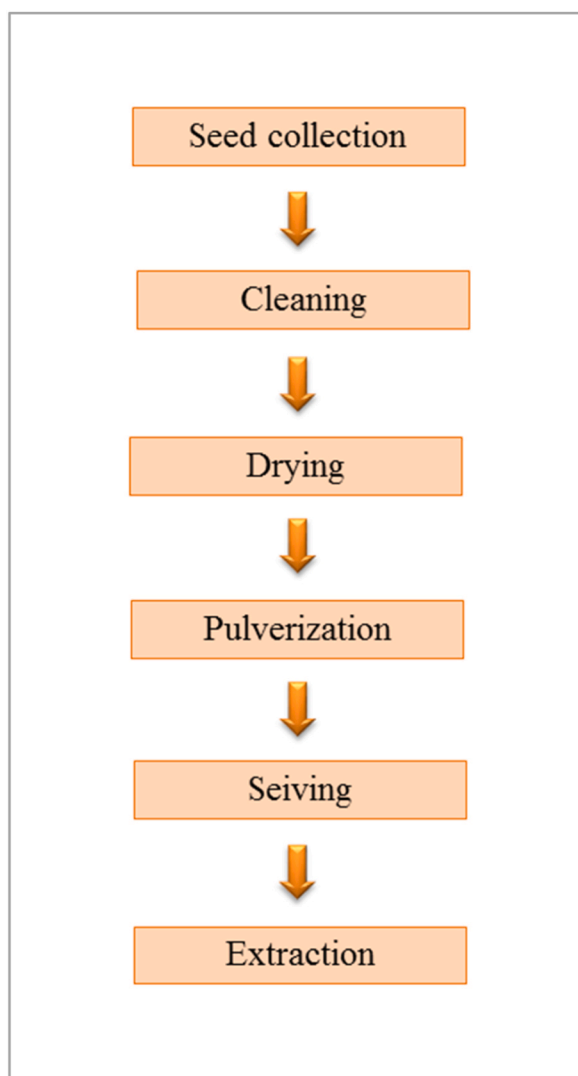 Seed collection
Cleaning
Drying
Pulverization
Seiving
Extraction